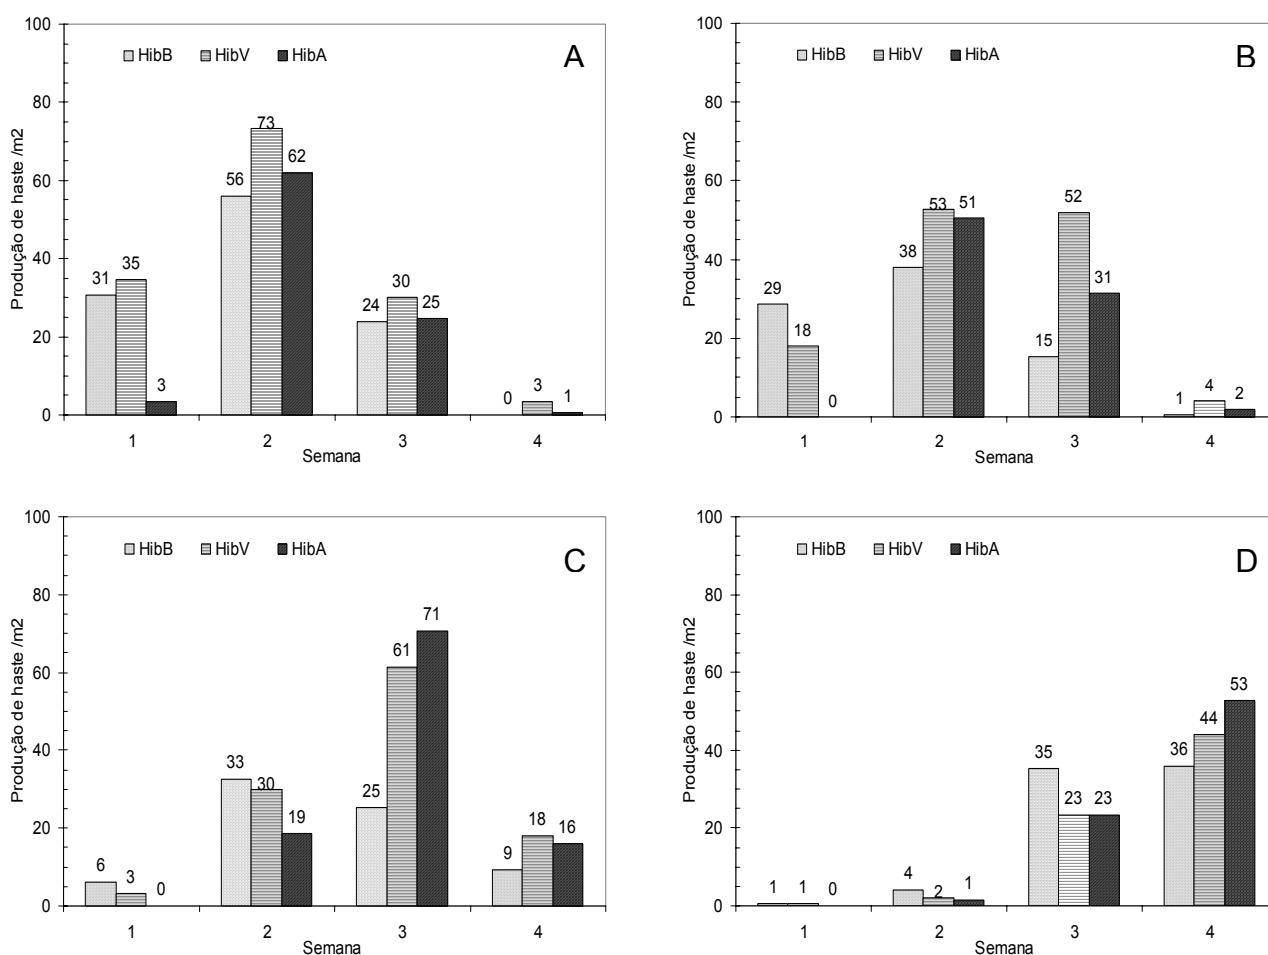 100
80
60
40
20
0
Produção de haste /m2
HibB HibV HibA
A
31 35 3
56 73 62
24 30 25
0 3 1
1 2 3 4
Semana
100
80
60
40
20
0
Produção de haste /m2
HibB HibV HibA
B
29 18 0
38 53 51
15 52 31
1 4 2
1 2 3 4
Semana
100
80
60
40
20
0
Produção de haste /m2
HibB HibV HibA
C
6 3 0
33 30 19
25 61 71
9 18 16
1 2 3 4
Semana
100
80
60
40
20
0
Produção de haste /m2
HibB HibV HibA
D
1 1 0
4 2 1
35 23 23
36 44 53
1 2 3 4
Semana